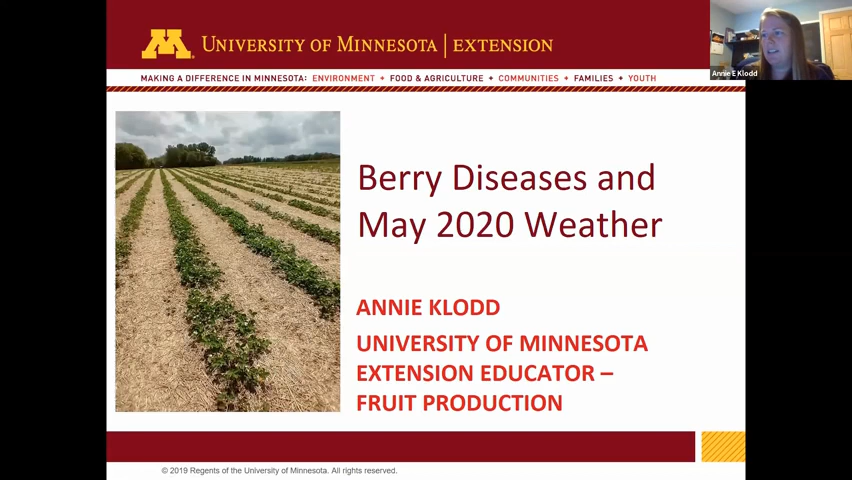 UNIVERSITY OF MINNESOTA | EXTENSION
MAKING A DIFFERENCE IN MINNESOTA: ENVIRONMENT + FOOD & AGRICULTURE + COMMUNITIES + FAMILIES + YOUTH
Annie E Klodd
Berry Diseases and
May 2020 Weather
ANNIE KLODD
UNIVERSITY OF MINNESOTA
EXTENSION EDUCATOR –
FRUIT PRODUCTION
© 2019 Regents of the University of Minnesota. All rights reserved.